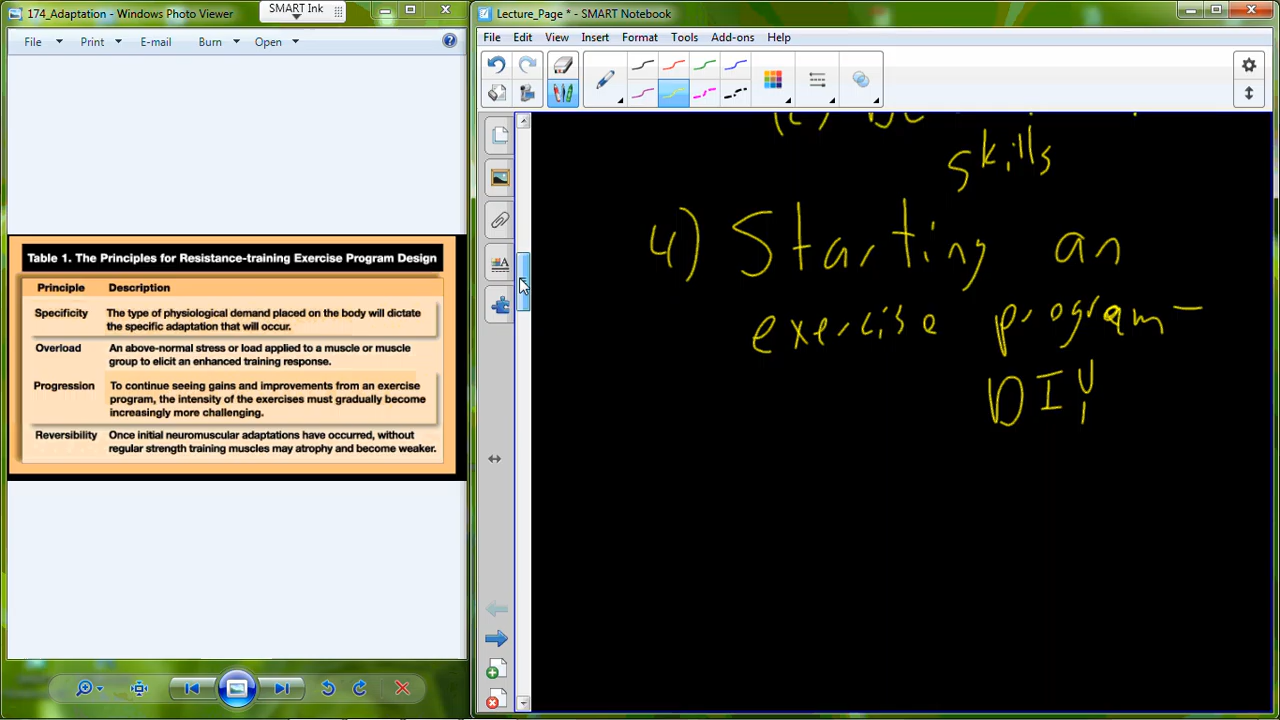 174_Adaptation - Windows Photo Viewer
SMART Ink
File Print E-mail Burn Open
Table 1. The Principles for Resistance-training Exercise Program Design
Principle Description
Specificity The type of physiological demand placed on the body will dictate
the specific adaptation that will occur.
Overload An above-normal stress or load applied to a muscle or muscle
group to elicit an enhanced training response.
Progression To continue seeing gains and improvements from an exercise
program, the intensity of the exercises must gradually become
increasingly more challenging.
Reversibility Once initial neuromuscular adaptations have occurred, without
regular strength training muscles may atrophy and become weaker.
Lecture_Page * - SMART Notebook
File Edit View Insert Format Tools Add-ons Help
skills
4) Starting an
exercise program-
DIY